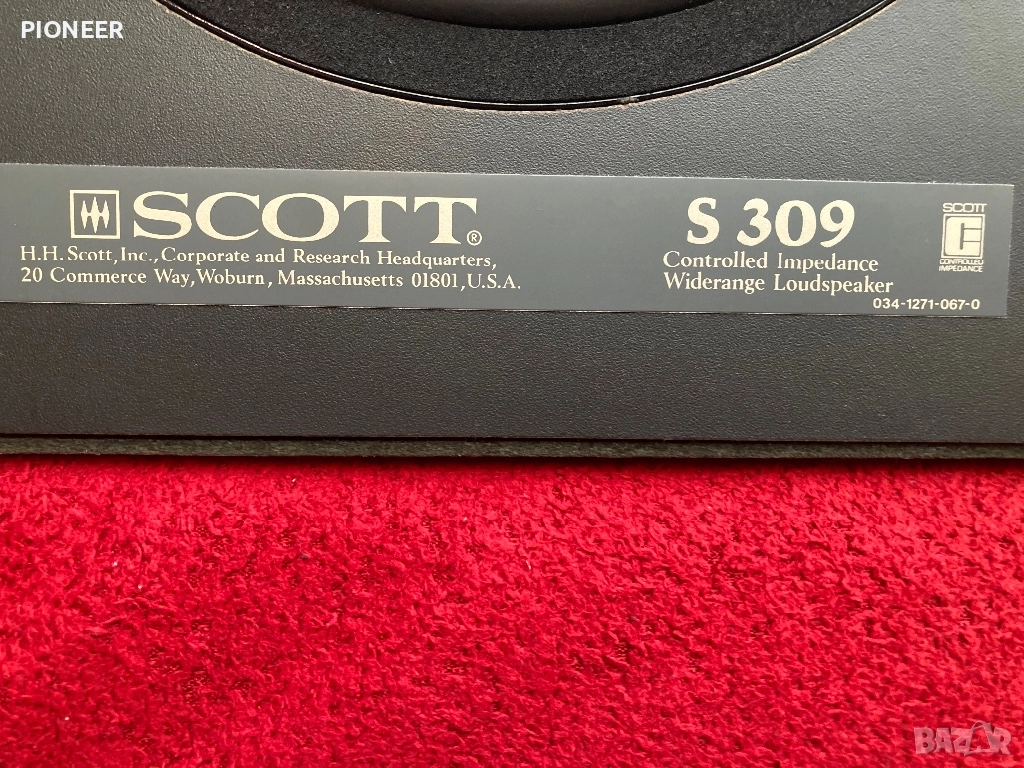 PIONEER
SCOTT®
H.H. Scott, Inc., Corporate and Research Headquarters,
20 Commerce Way, Woburn, Massachusetts 01801, U.S.A.
S 309
Controlled Impedance
Widerange Loudspeaker
034-1271-067-0
SCOTT
CONTROLLED
IMPEDANCE
BAZAR